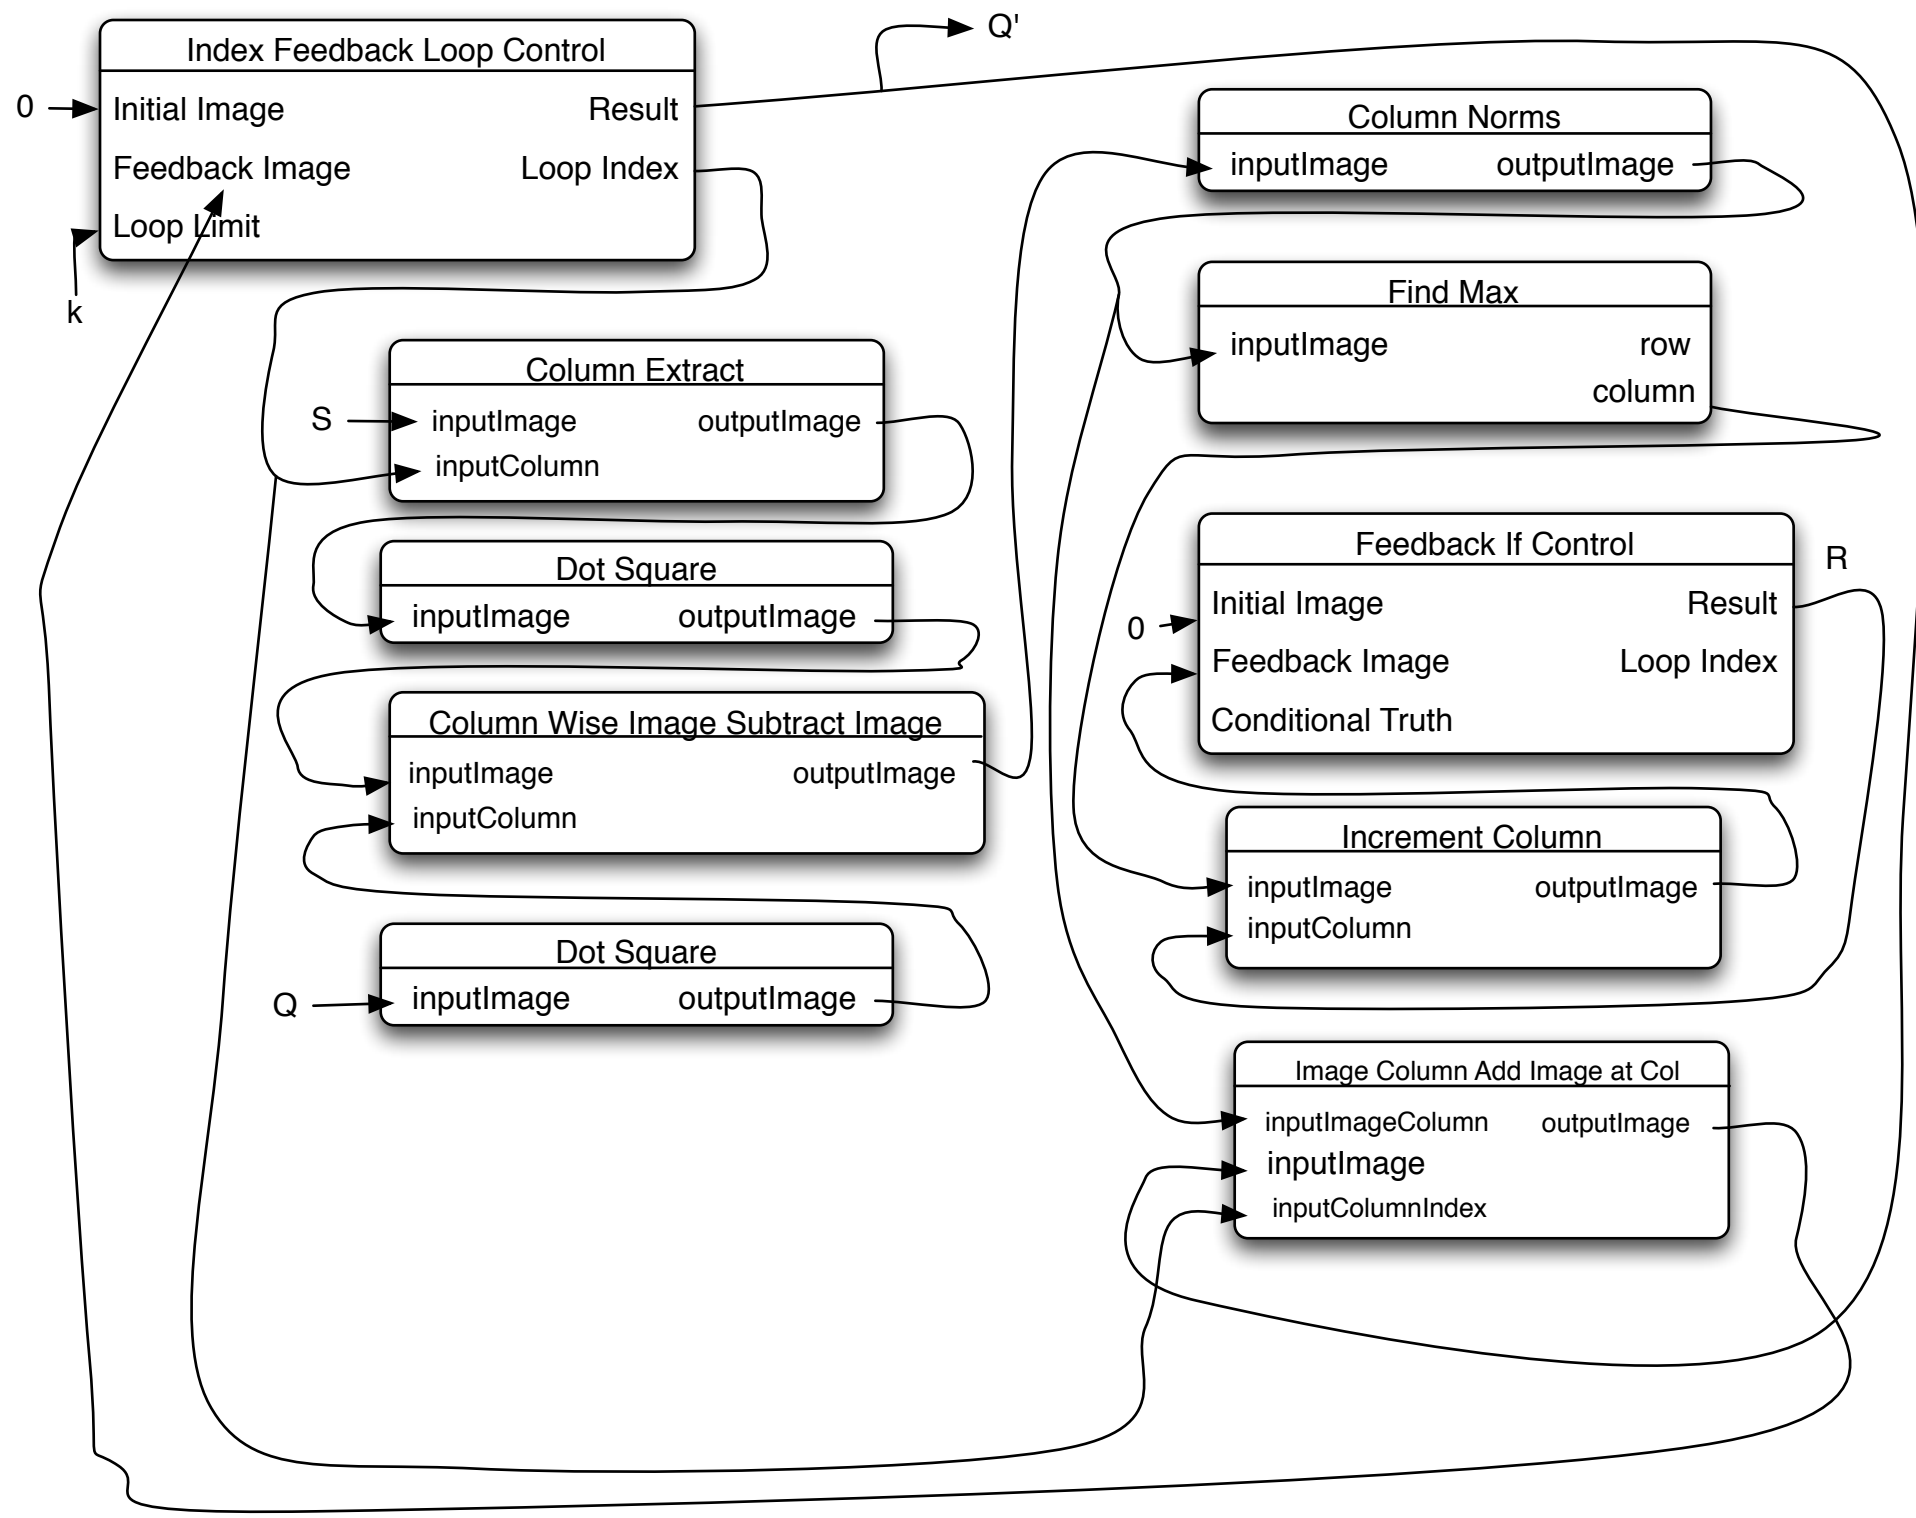 Q'
Index Feedback Loop Control
0 Initial Image Result
Feedback Image Loop Index
Loop Limit
k
Column Extract
S inputImage outputImage
inputColumn
Dot Square
inputImage outputImage
Column Wise Image Subtract Image
inputImage outputImage
inputColumn
Dot Square
Q inputImage outputImage
Column Norms
inputImage outputImage
Find Max
inputImage row
column
Feedback If Control
R
0 Initial Image Result
Feedback Image Loop Index
Conditional Truth
Increment Column
inputImage outputImage
inputColumn
Image Column Add Image at Col
inputImageColumn outputImage
inputImage
inputColumnIndex